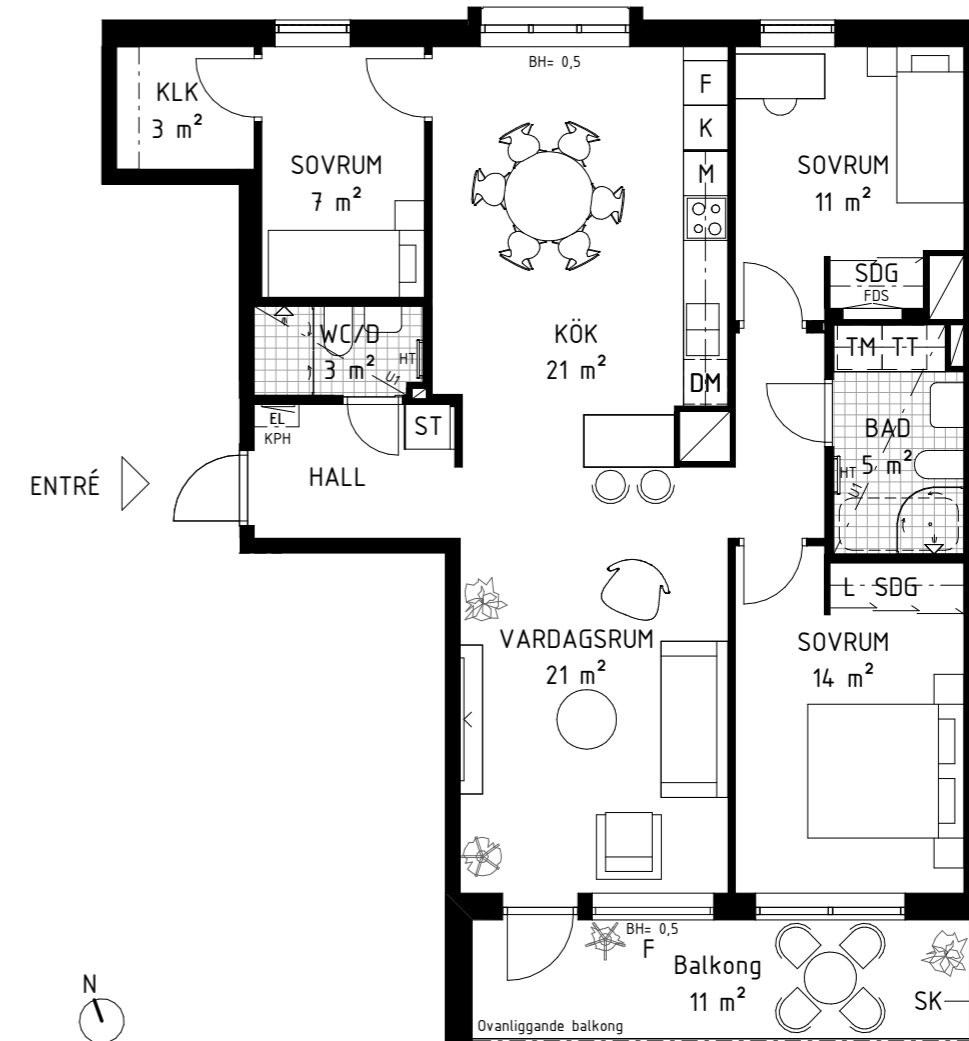 BH= 0,5
KLK
3 m²
SOVRUM
7 m²
F
K
M
SOVRUM
11 m²
SDG
FDS
WC/D
3 m²
HT
U1
KÖK
21 m²
DM
TM TT
BAD
5 m²
HT
U1
EL
KPH
ST
HALL
ENTRÉ
L SDG
VARDAGSRUM
21 m²
SOVRUM
14 m²
BH= 0,5
F
Balkong
11 m²
SK
N
Ovanliggande balkong